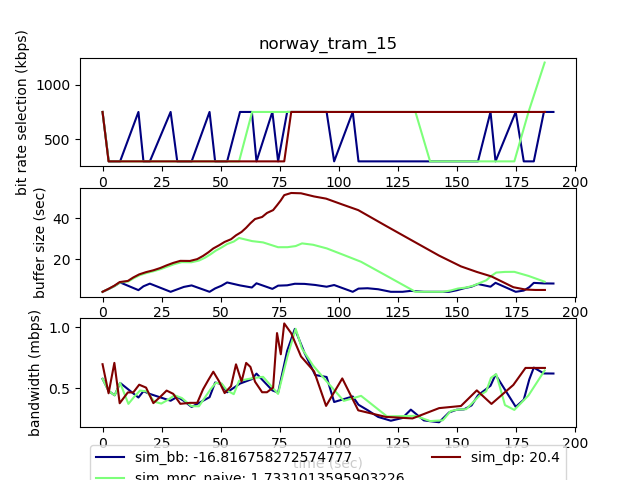 norway_tram_15
bit rate selection (kbps)
1000
500
0 25 50 75 100 125 150 175 200
buffer size (sec)
40
20
0 25 50 75 100 125 150 175 200
bandwidth (mbps)
1.0
0.5
0 25 50 75 100 125 150 175 200
time (sec)
sim_bb: -16.816758272574777 sim_dp: 20.4
sim_mpc_naive: 1.7331013595903226